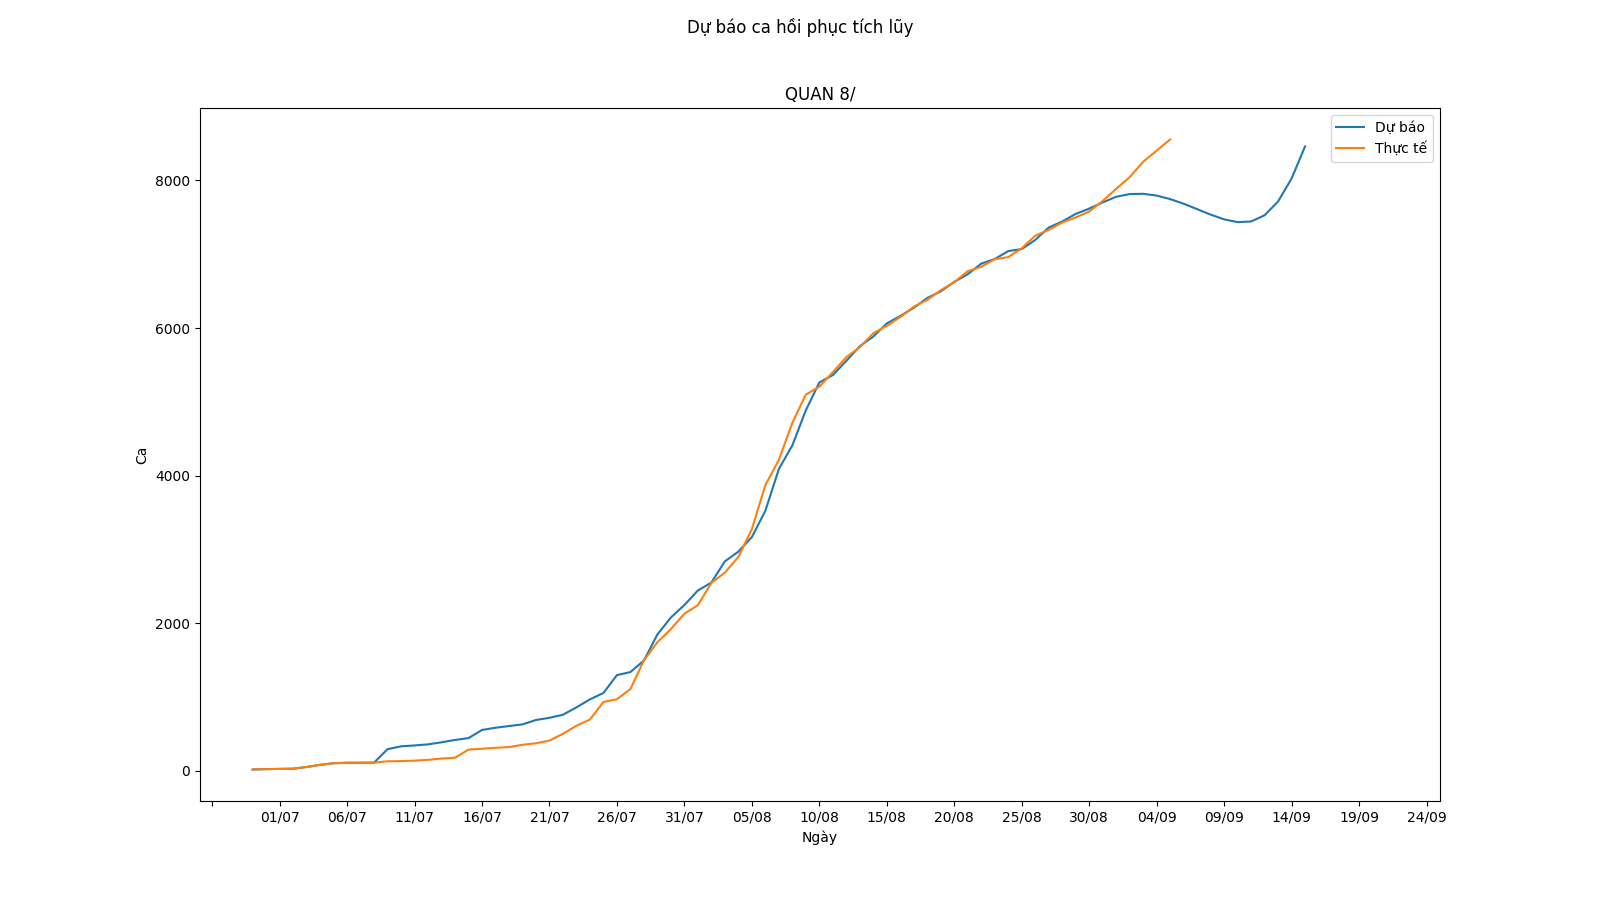 Dự báo ca hồi phục tích lũy
QUAN 8/
Dự báo
Thực tế
8000
6000
4000
2000
0
Ca
01/07 06/07 11/07 16/07 21/07 26/07 31/07 05/08 10/08 15/08 20/08 25/08 30/08 04/09 09/09 14/09 19/09 24/09
Ngày